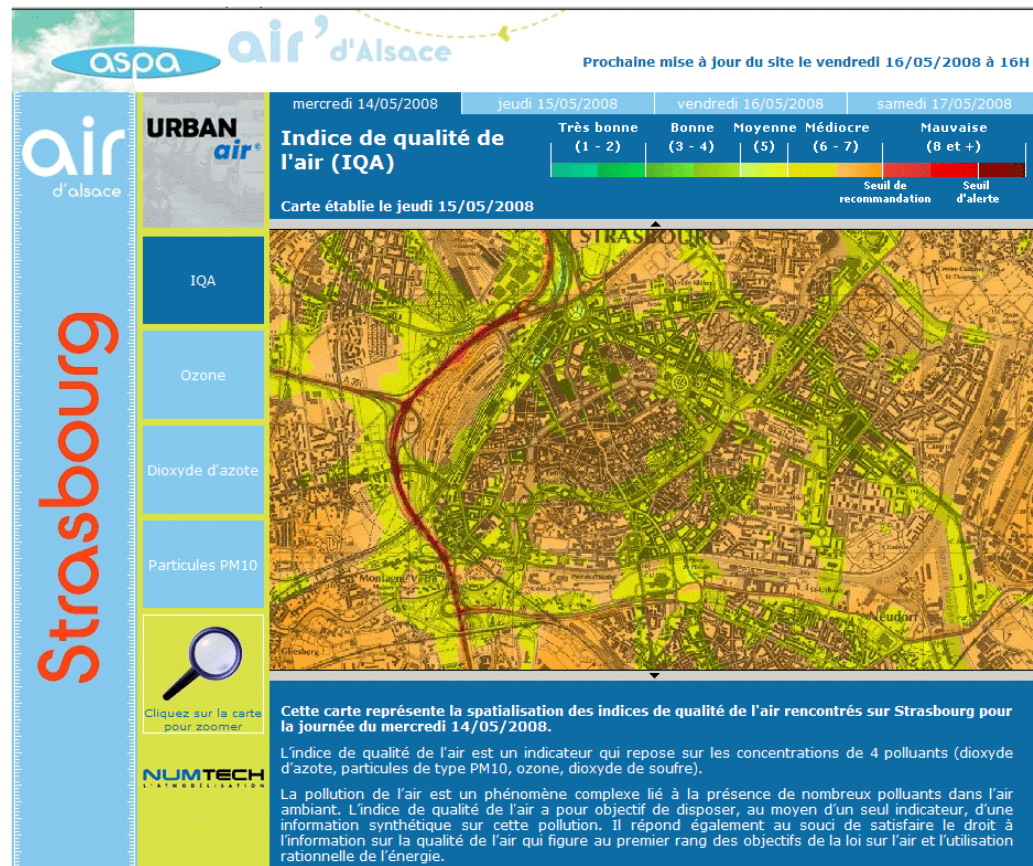 aspa
air’ d'Alsace
Prochaine mise à jour du site le vendredi 16/05/2008 à 16H
air
d'alsace
Strasbourg
URBAN
air
IQA
Ozone
Dioxyde d'azote
Particules PM10
Cliquez sur la carte
pour zoomer
NUMTECH
L'ATMODÉLISATION
mercredi 14/05/2008
jeudi 15/05/2008
vendredi 16/05/2008
samedi 17/05/2008
Indice de qualité de
l'air (IQA)
Carte établie le jeudi 15/05/2008
Très bonne
(1 - 2)
Bonne
(3 - 4)
Moyenne
(5)
Médiocre
(6 - 7)
Mauvaise
(8 et +)
Seuil de
recommandation
Seuil
d'alerte
STRASBOURG
A 351
Montagne Verte
Gliesberg
Neudorf
Cette carte représente la spatialisation des indices de qualité de l'air rencontrés sur Strasbourg pour
la journée du mercredi 14/05/2008.
L’indice de qualité de l'air est un indicateur qui repose sur les concentrations de 4 polluants (dioxyde
d’azote, particules de type PM10, ozone, dioxyde de soufre).
La pollution de l’air est un phénomène complexe lié à la présence de nombreux polluants dans l’air
ambiant. L’indice de qualité de l'air a pour objectif de disposer, au moyen d’un seul indicateur, d’une
information synthétique sur cette pollution. Il répond également au souci de satisfaire le droit à
l’information sur la qualité de l’air qui figure au premier rang des objectifs de la loi sur l’air et l’utilisation
rationnelle de l’énergie.